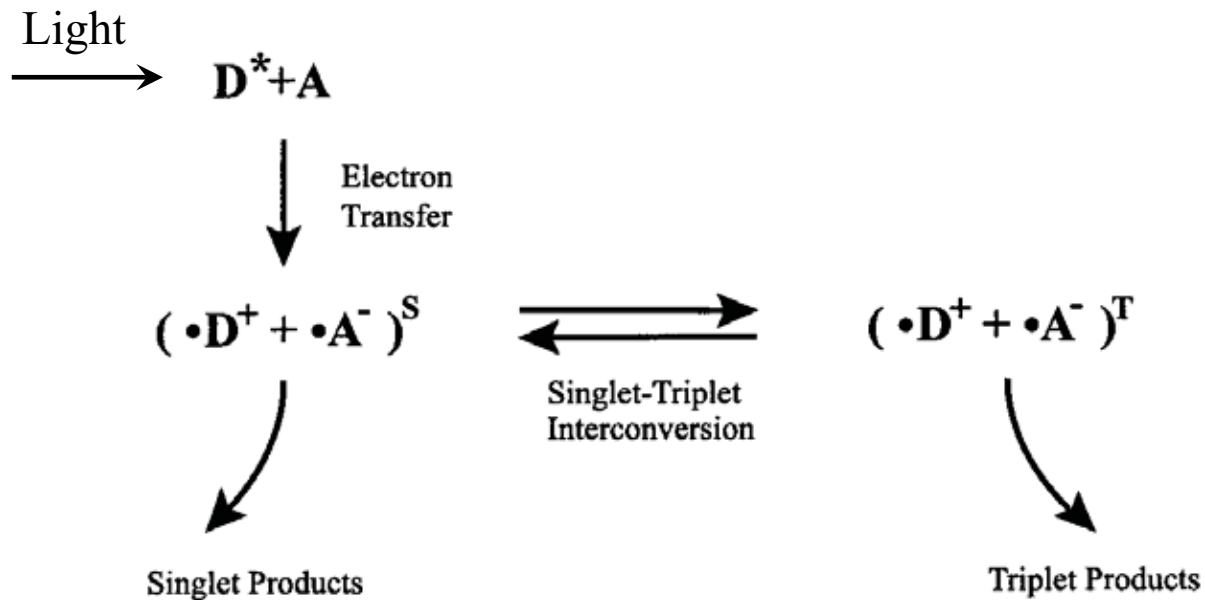 Light
D*+A
Electron
Transfer
( •D⁺ + •A⁻ )ˢ
( •D⁺ + •A⁻ )ᵀ
Singlet-Triplet
Interconversion
Singlet Products
Triplet Products